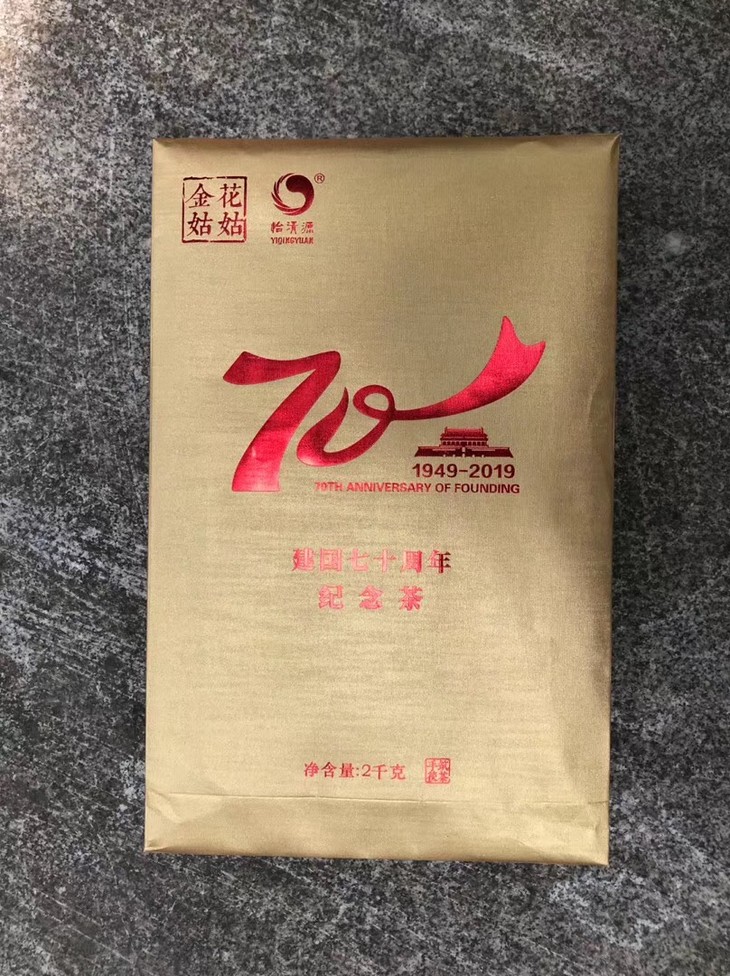 金花
姑姑
®
怡清源
YIQINGYUAN
70
1949-2019
70TH ANNIVERSARY OF FOUNDING
建国七十周年
纪念茶
净含量:2千克